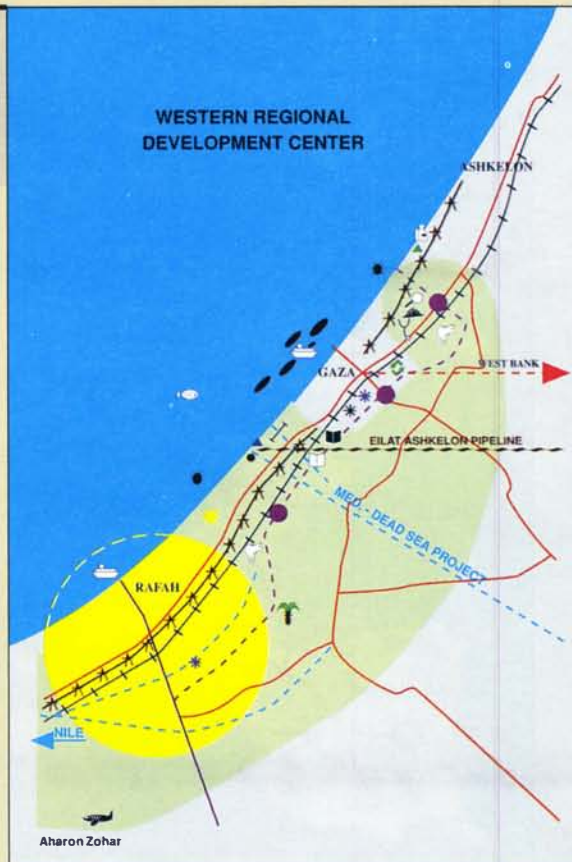 WESTERN REGIONAL
DEVELOPMENT CENTER
ASHKELON
GAZA
WEST BANK
EILAT ASHKELON PIPELINE
MED. - DEAD SEA PROJECT
RAFAH
NILE
Aharon Zohar